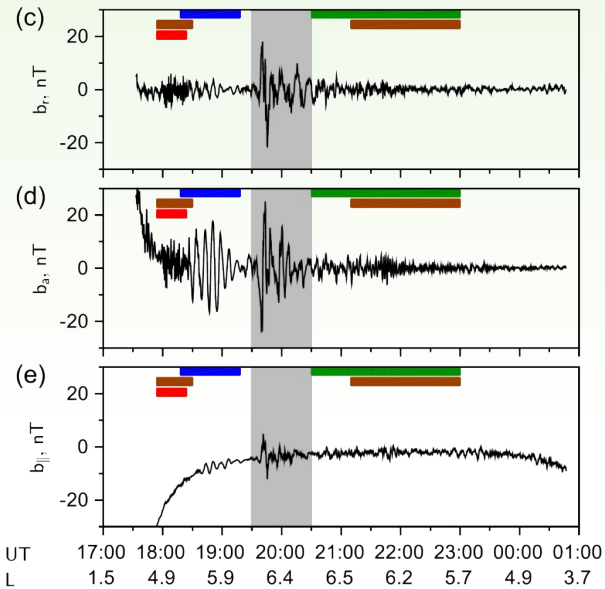 (c)
20
0
-20
b_r, nT
(d)
20
0
-20
b_a, nT
(e)
20
0
-20
b_||, nT
UT 17:00 18:00 19:00 20:00 21:00 22:00 23:00 00:00 01:00
L 1.5 4.9 5.9 6.4 6.5 6.2 5.7 4.9 3.7